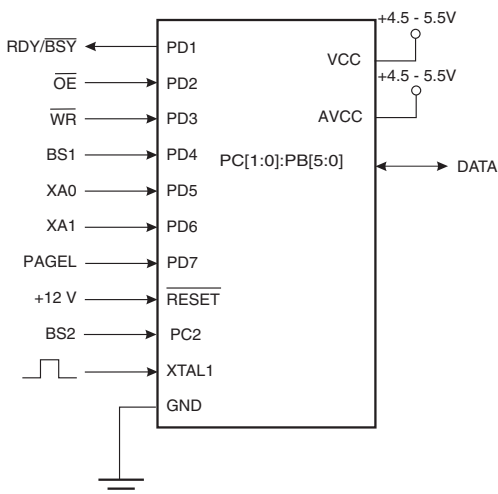 +4.5 - 5.5V
RDY/BSY PD1
VCC
OE PD2
+4.5 - 5.5V
WR PD3
AVCC
BS1 PD4
PC[1:0]:PB[5:0]
DATA
XA0 PD5
XA1 PD6
PAGEL PD7
+12 V RESET
BS2 PC2
XTAL1
GND